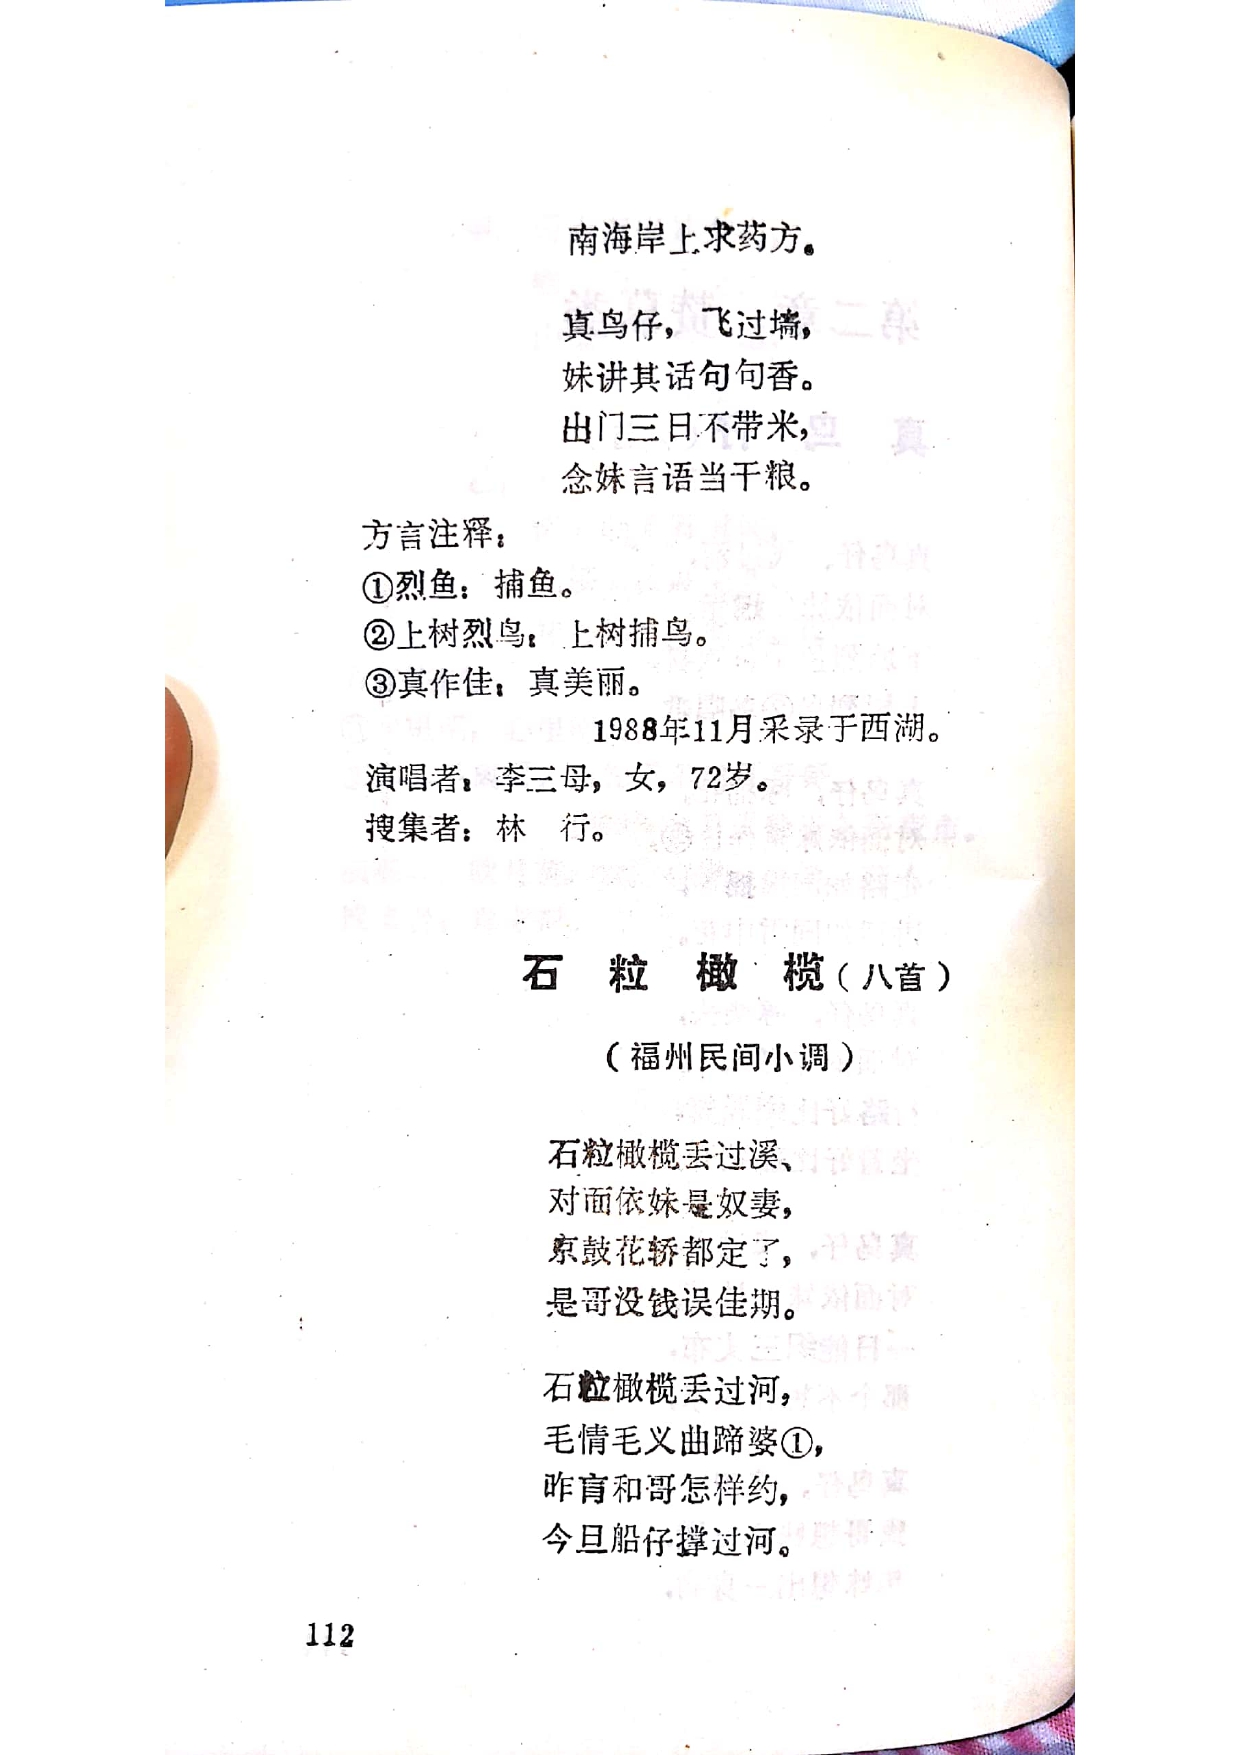 南海岸上求药方。
真鸟仔，飞过墙，
妹讲其话句句香。
出门三日不带米，
念妹言语当干粮。
方言注释：
①烈鱼：捕鱼。
②上树烈鸟：上树捕鸟。
③真作佳：真美丽。
1988年11月采录于西湖。
演唱者：李三母，女，72岁。
搜集者：林　行。
石　粒　橄　榄（八首）
（福州民间小调）
石粒橄榄丢过溪、
对面依妹是奴妻，
京鼓花轿都定了，
是哥没钱误佳期。
石粒橄榄丢过河，
毛情毛义曲蹄婆①，
昨肓和哥怎样约，
今旦船仔撑过河。
112